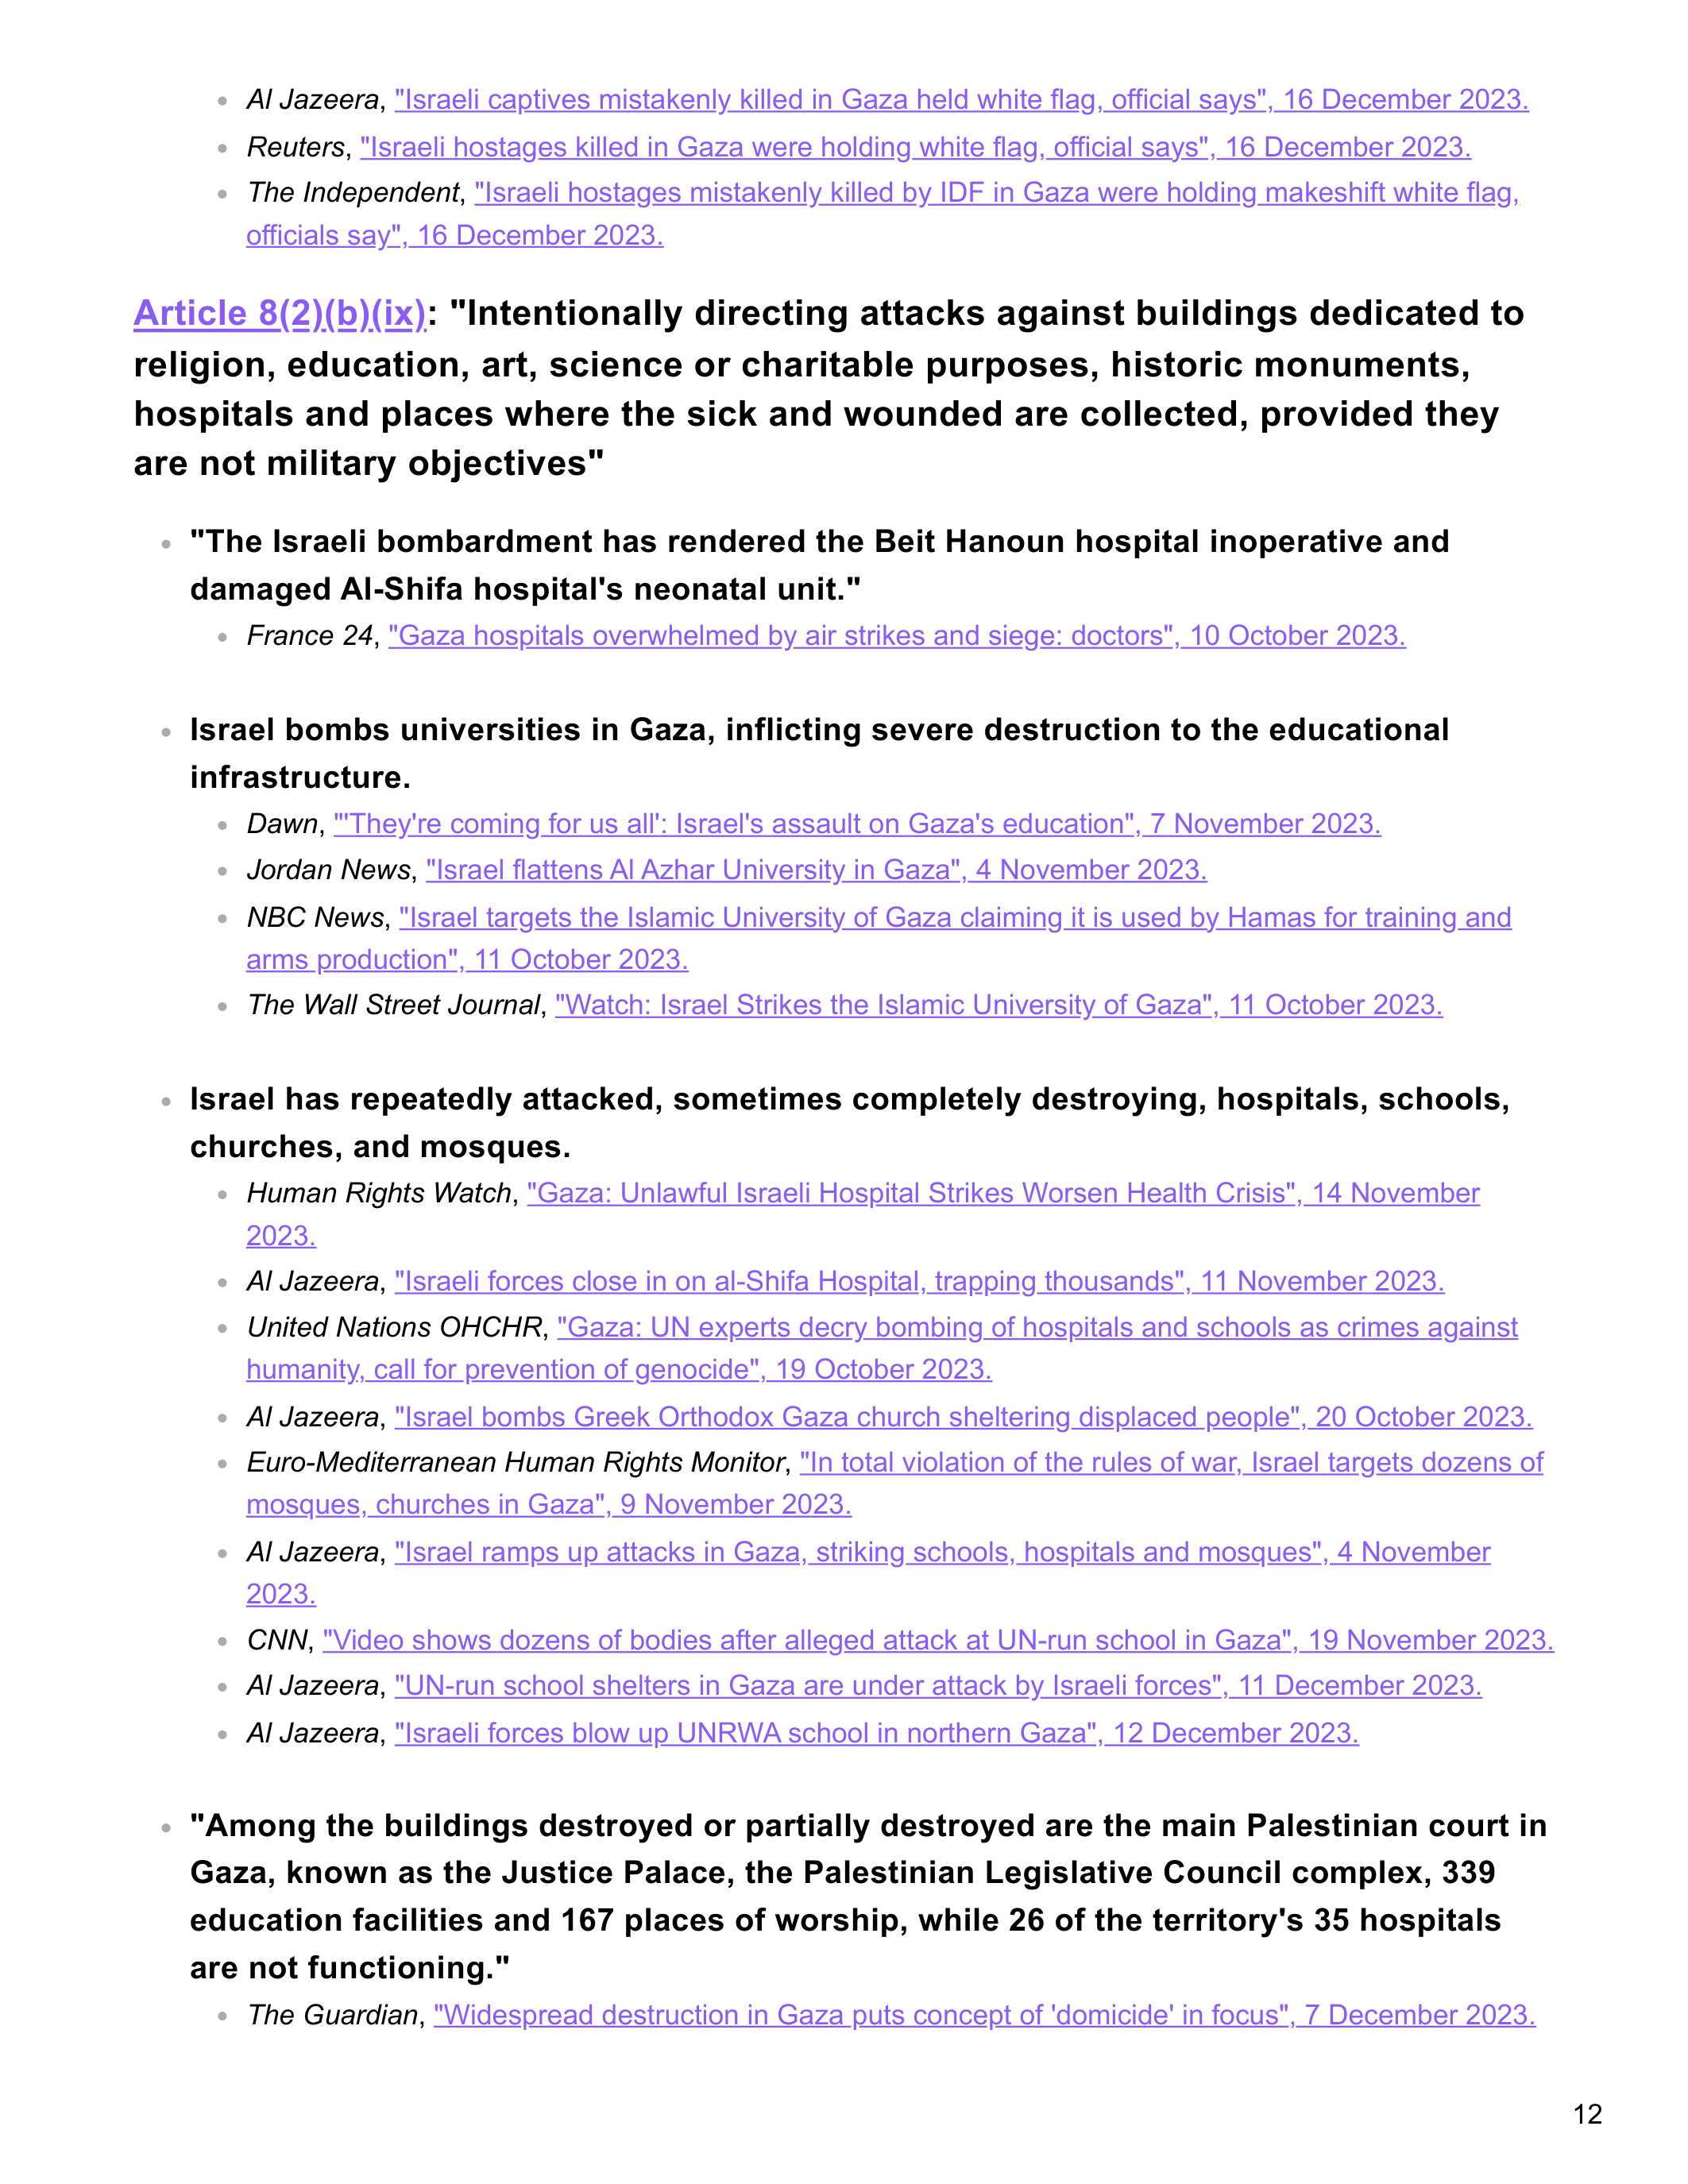 Al Jazeera, "Israeli captives mistakenly killed in Gaza held white flag, official says", 16 December 2023.
Reuters, "Israeli hostages killed in Gaza were holding white flag, official says", 16 December 2023.
The Independent, "Israeli hostages mistakenly killed by IDF in Gaza were holding makeshift white flag,
officials say", 16 December 2023.
Article 8(2)(b)(ix): "Intentionally directing attacks against buildings dedicated to
religion, education, art, science or charitable purposes, historic monuments,
hospitals and places where the sick and wounded are collected, provided they
are not military objectives"
"The Israeli bombardment has rendered the Beit Hanoun hospital inoperative and
damaged Al-Shifa hospital's neonatal unit."
France 24, "Gaza hospitals overwhelmed by air strikes and siege: doctors", 10 October 2023.
Israel bombs universities in Gaza, inflicting severe destruction to the educational
infrastructure.
Dawn, "'They're coming for us all': Israel's assault on Gaza's education", 7 November 2023.
Jordan News, "Israel flattens Al Azhar University in Gaza", 4 November 2023.
NBC News, "Israel targets the Islamic University of Gaza claiming it is used by Hamas for training and
arms production", 11 October 2023.
The Wall Street Journal, "Watch: Israel Strikes the Islamic University of Gaza", 11 October 2023.
Israel has repeatedly attacked, sometimes completely destroying, hospitals, schools,
churches, and mosques.
Human Rights Watch, "Gaza: Unlawful Israeli Hospital Strikes Worsen Health Crisis", 14 November
2023.
Al Jazeera, "Israeli forces close in on al-Shifa Hospital, trapping thousands", 11 November 2023.
United Nations OHCHR, "Gaza: UN experts decry bombing of hospitals and schools as crimes against
humanity, call for prevention of genocide", 19 October 2023.
Al Jazeera, "Israel bombs Greek Orthodox Gaza church sheltering displaced people", 20 October 2023.
Euro-Mediterranean Human Rights Monitor, "In total violation of the rules of war, Israel targets dozens of
mosques, churches in Gaza", 9 November 2023.
Al Jazeera, "Israel ramps up attacks in Gaza, striking schools, hospitals and mosques", 4 November
2023.
CNN, "Video shows dozens of bodies after alleged attack at UN-run school in Gaza", 19 November 2023.
Al Jazeera, "UN-run school shelters in Gaza are under attack by Israeli forces", 11 December 2023.
Al Jazeera, "Israeli forces blow up UNRWA school in northern Gaza", 12 December 2023.
"Among the buildings destroyed or partially destroyed are the main Palestinian court in
Gaza, known as the Justice Palace, the Palestinian Legislative Council complex, 339
education facilities and 167 places of worship, while 26 of the territory's 35 hospitals
are not functioning."
The Guardian, "Widespread destruction in Gaza puts concept of 'domicide' in focus", 7 December 2023.
12